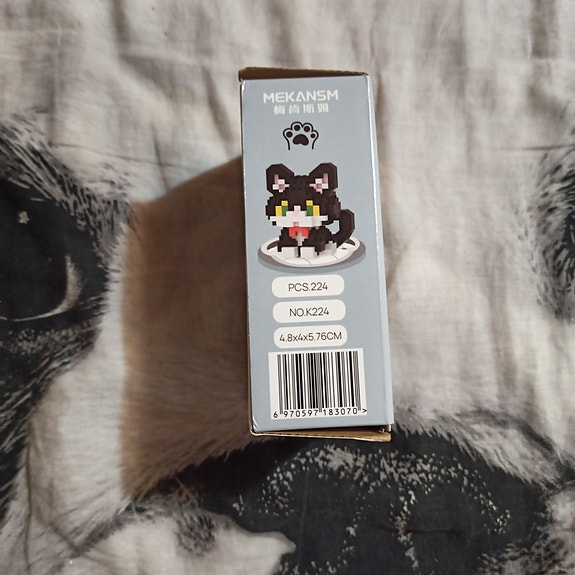 MEKANSM
PCS.224
NO.K224
4.8x4x5.76CM
6 970597 183070 >